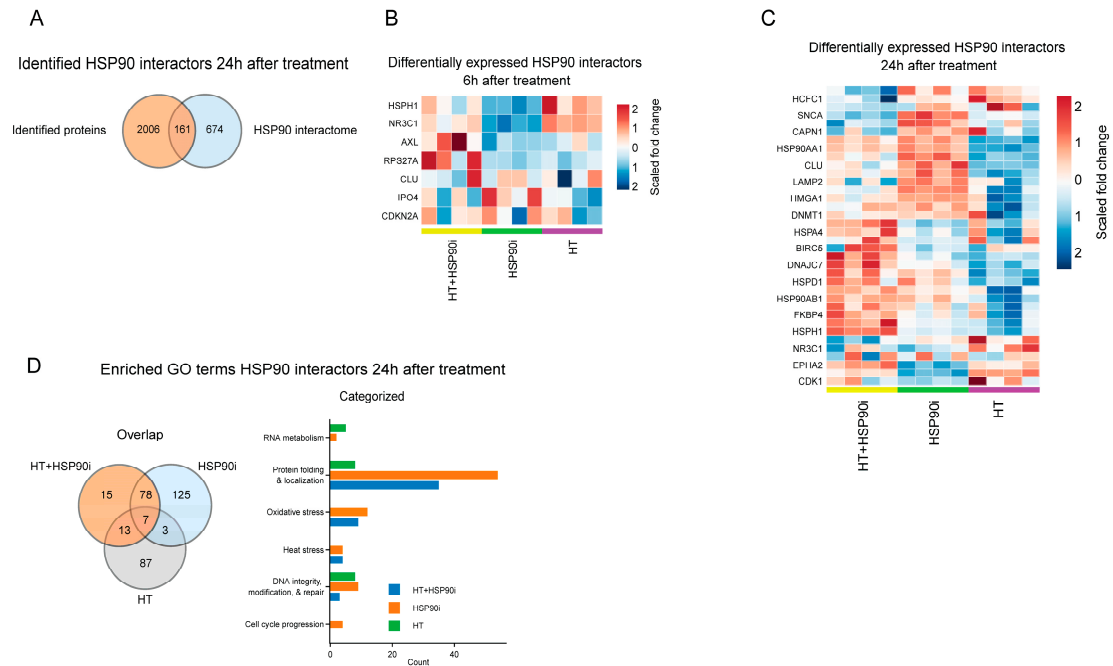 A
Identified HSP90 interactors 24h after treatment
Identified proteins
2006
161
674
HSP90 interactome
B
Differentially expressed HSP90 interactors
6h after treatment
HSPH1
NR3C1
AXL
RPS27A
CLU
IPO4
CDKN2A
HT+HSP90i
HSP90i
HT
2
1
0
1
2
Scaled fold change
C
Differentially expressed HSP90 interactors
24h after treatment
HCFC1
SNCA
CAPN1
HSP90AA1
CLU
LAMP2
HMGA1
DNMT1
HSPA4
BIRC6
DNAJC7
HSPD1
HSP90AB1
FKBP4
HSPH1
NR3C1
EPHA2
CDK1
HT+HSP90i
HSP90i
HT
2
1
0
1
2
Scaled fold change
D
Enriched GO terms HSP90 interactors 24h after treatment
Overlap
HT+HSP90i
HSP90i
15
78
125
7
13
3
87
HT
Categorized
RNA metabolism
Protein folding
& localization
Oxidative stress
Heat stress
DNA integrity,
modification, & repair
Cell cycle progression
0
20
40
Count
HT+HSP90i
HSP90i
HT